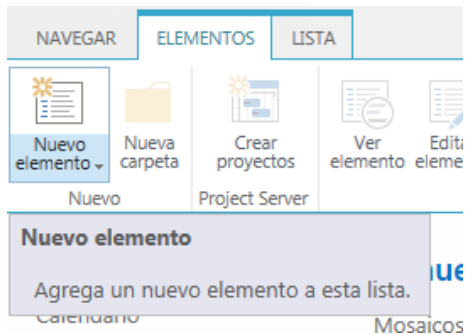 NAVEGAR ELEMENTOS LISTA
Nuevo elemento
Nueva carpeta
Crear proyectos
Ver elemento
Nuevo Project Server
Nuevo elemento
Agrega un nuevo elemento a esta lista.
Calendario
Mosaicos